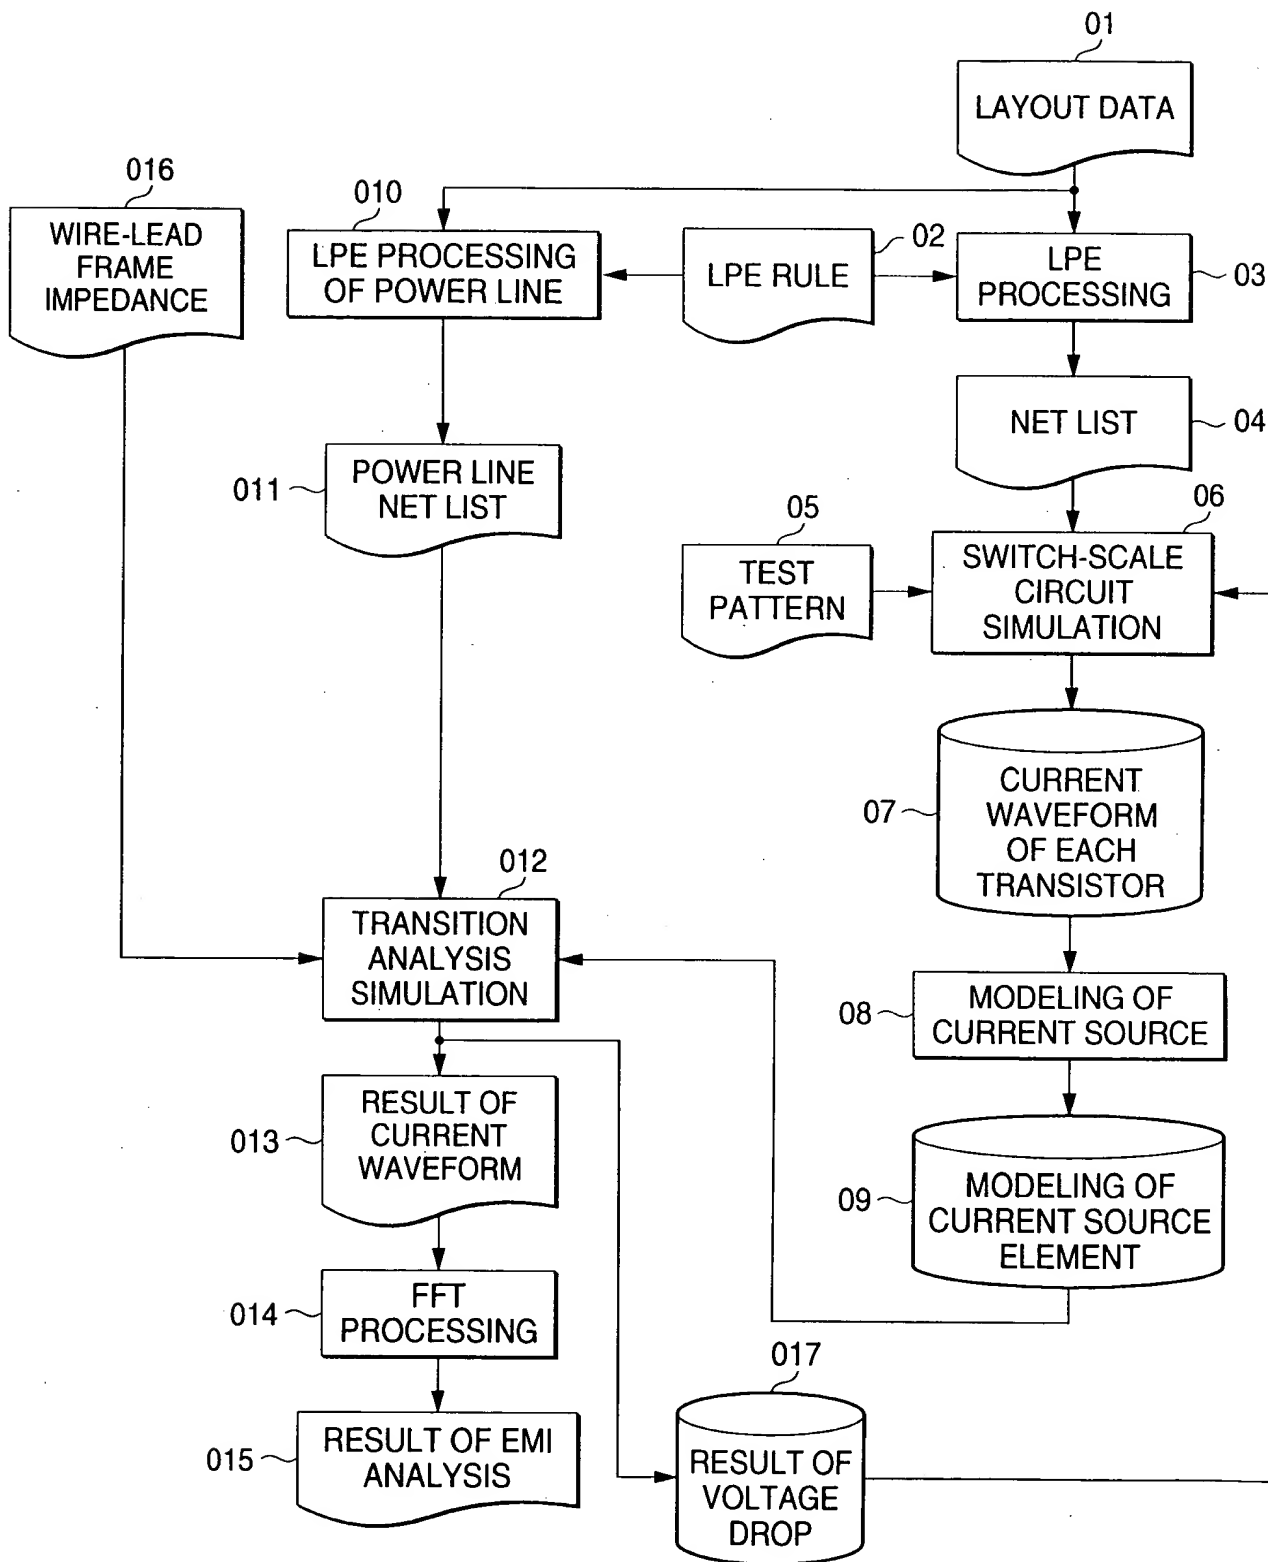 01
LAYOUT DATA
016
WIRE-LEAD
FRAME
IMPEDANCE
010
LPE PROCESSING
OF POWER LINE
02
LPE RULE
LPE
PROCESSING
03
NET LIST
04
011
POWER LINE
NET LIST
05
TEST
PATTERN
06
SWITCH-SCALE
CIRCUIT
SIMULATION
07
CURRENT
WAVEFORM
OF EACH
TRANSISTOR
012
TRANSITION
ANALYSIS
SIMULATION
08
MODELING OF
CURRENT SOURCE
013
RESULT OF
CURRENT
WAVEFORM
09
MODELING OF
CURRENT SOURCE
ELEMENT
014
FFT
PROCESSING
015
RESULT OF EMI
ANALYSIS
017
RESULT OF
VOLTAGE
DROP